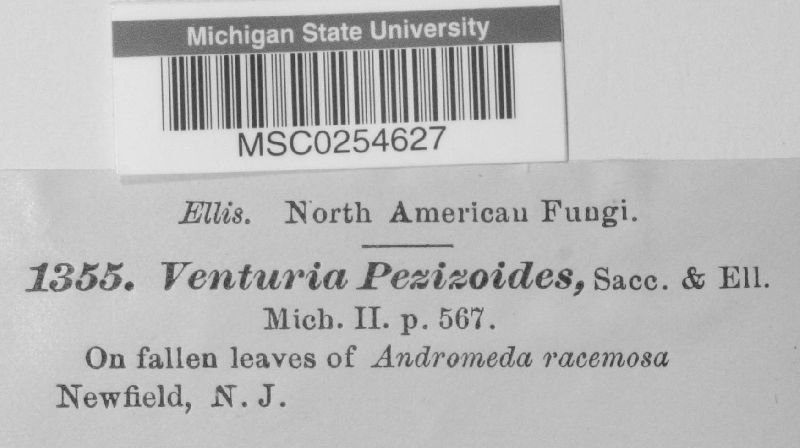 Michigan State University
MSC0254627
Ellis. North American Fungi.
1355. Venturia Pezizoides, Sacc. & Ell.
Mich. II. p. 567.
On fallen leaves of Andromeda racemosa
Newfield, N. J.